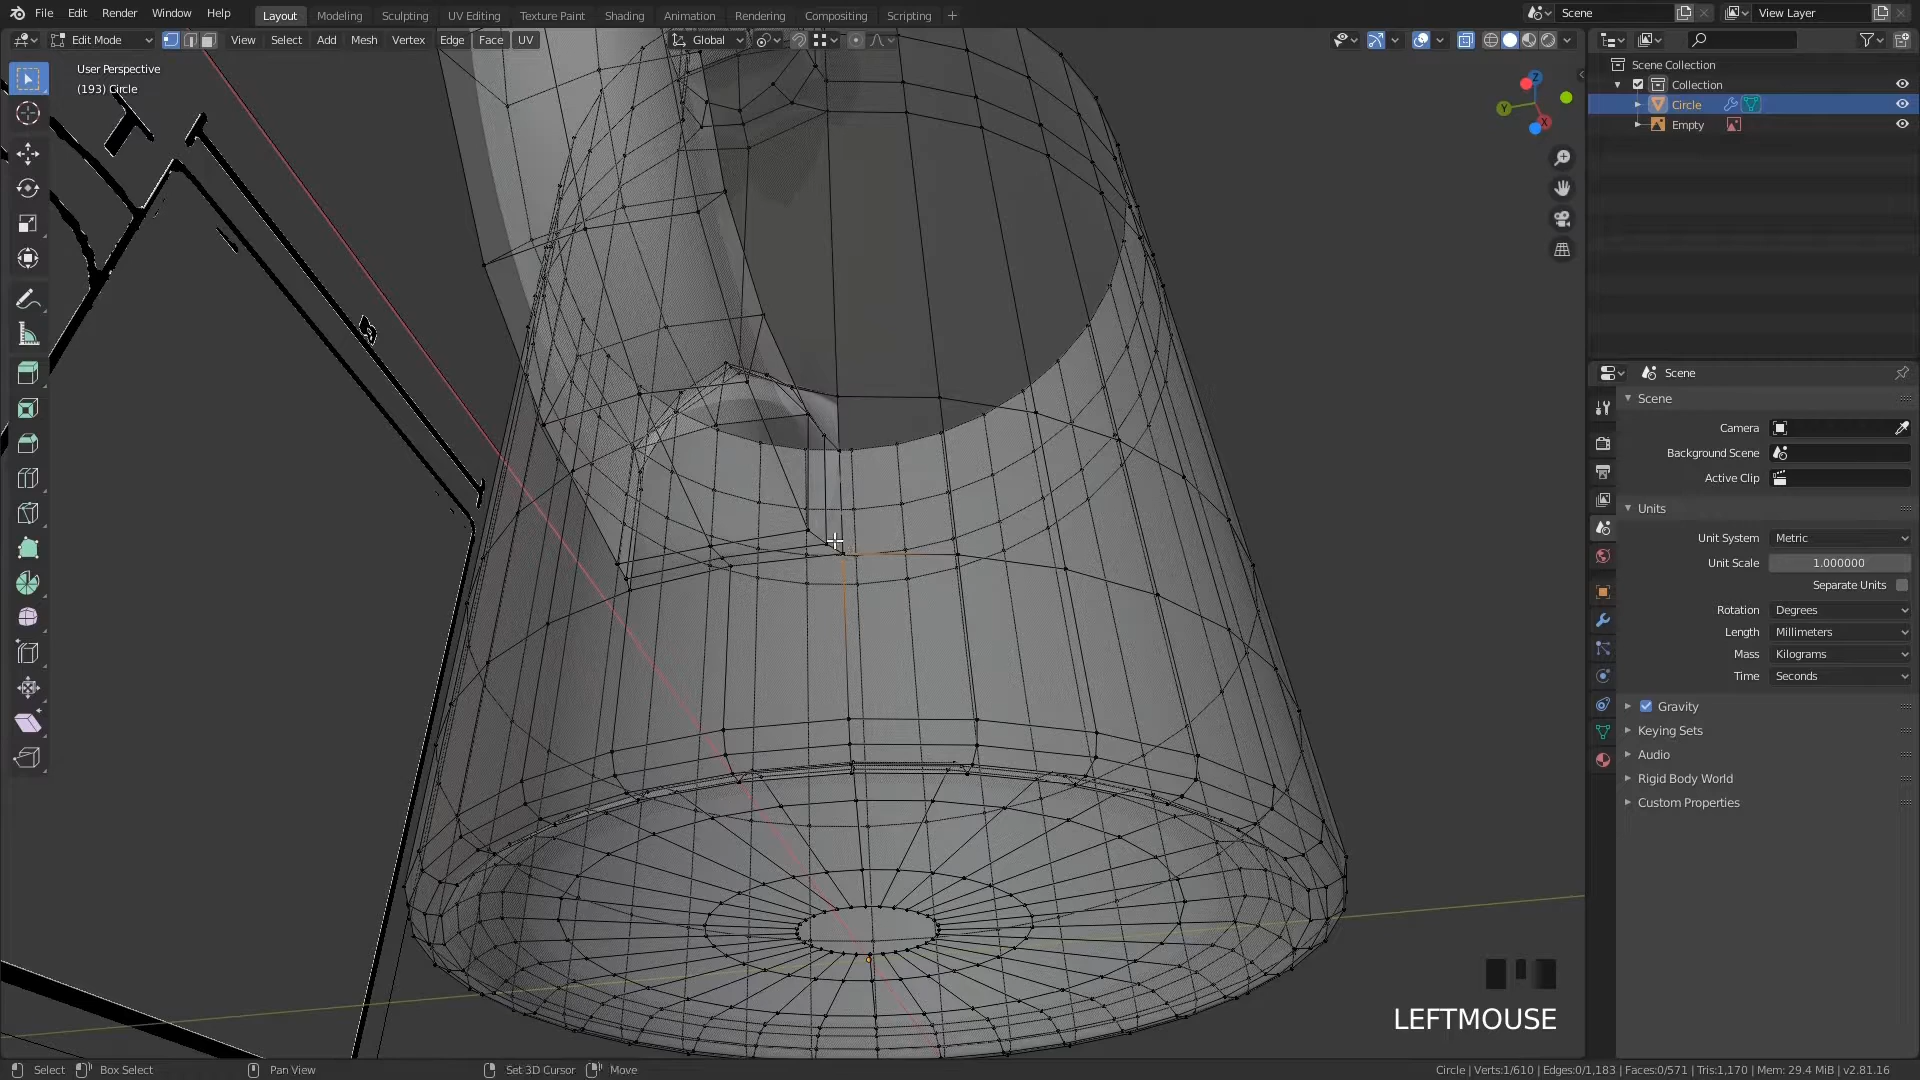 File Edit Render Window Help
Layout Modeling Sculpting UV Editing Texture Paint Shading Animation Rendering Compositing Scripting +
Scene
View Layer
Edit Mode
View Select Add Mesh Vertex Edge Face UV
Global
User Perspective
(193) Circle
Z
Y
X
Scene Collection
Collection
Circle
Empty
Scene
Scene
Camera
Background Scene
Active Clip
Units
Unit System Metric
Unit Scale 1.000000
Separate Units
Rotation Degrees
Length Millimeters
Mass Kilograms
Time Seconds
Gravity
Keying Sets
Audio
Rigid Body World
Custom Properties
LEFTMOUSE
Select Box Select Pan View Set 3D Cursor Move
Circle | Verts:1/610 | Edges:0/1,183 | Faces:0/571 | Tris:1,170 | Mem: 29.4 MiB | v2.81.16